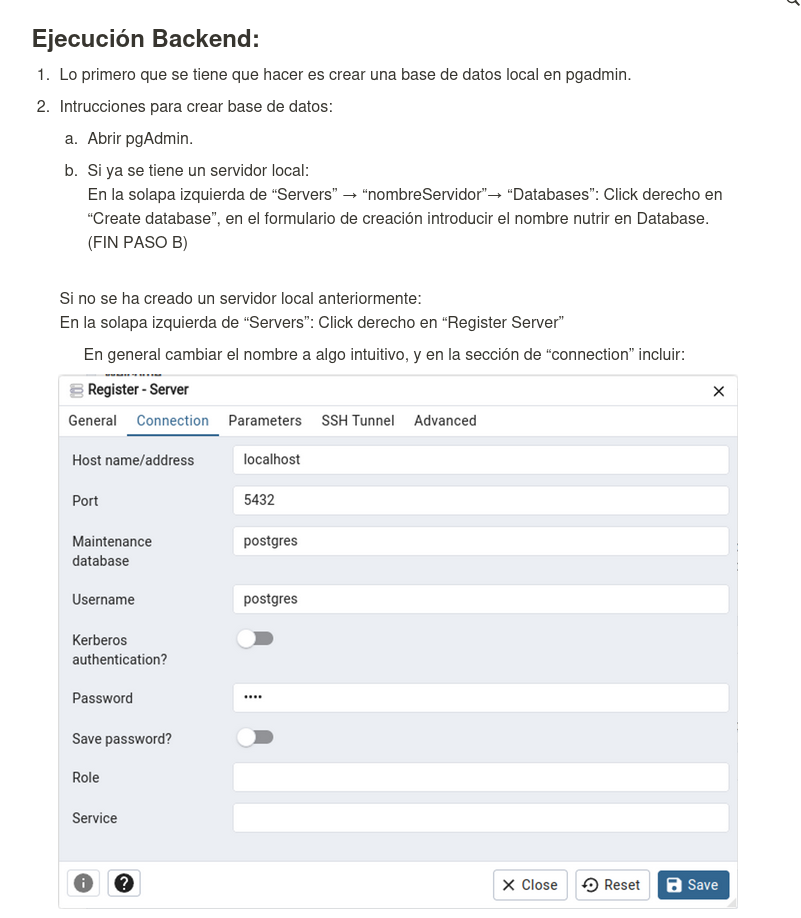 Ejecución Backend:
1. Lo primero que se tiene que hacer es crear una base de datos local en pgadmin.
2. Intrucciones para crear base de datos:
a. Abrir pgAdmin.
b. Si ya se tiene un servidor local:
En la solapa izquierda de “Servers” → “nombreServidor”→ “Databases”: Click derecho en
“Create database”, en el formulario de creación introducir el nombre nutrir en Database.
(FIN PASO B)
Si no se ha creado un servidor local anteriormente:
En la solapa izquierda de “Servers”: Click derecho en “Register Server”
En general cambiar el nombre a algo intuitivo, y en la sección de “connection” incluir:
Register - Server
General Connection Parameters SSH Tunnel Advanced
Host name/address localhost
Port 5432
Maintenance
database postgres
Username postgres
Kerberos
authentication?
Password ••••
Save password?
Role
Service
Close Reset Save